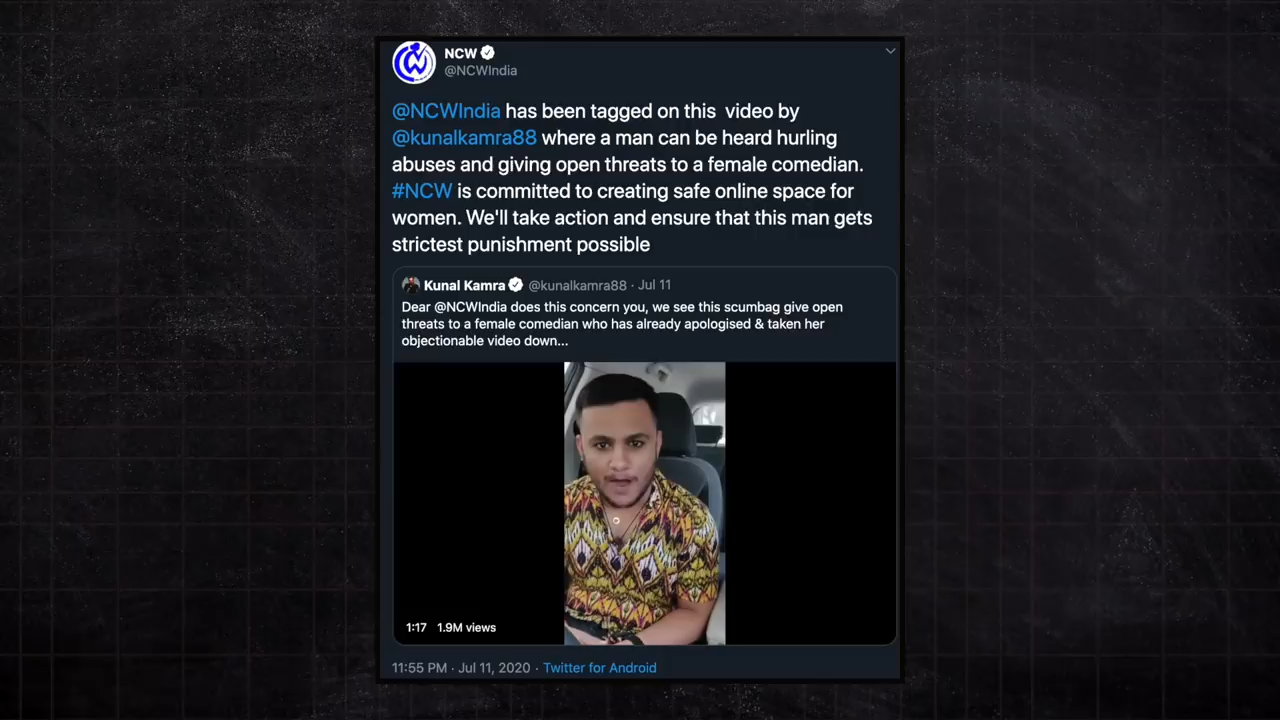 NCW
@NCWIndia
@NCWIndia has been tagged on this video by
@kunalkamra88 where a man can be heard hurling
abuses and giving open threats to a female comedian.
#NCW is committed to creating safe online space for
women. We'll take action and ensure that this man gets
strictest punishment possible
Kunal Kamra @kunalkamra88 · Jul 11
Dear @NCWIndia does this concern you, we see this scumbag give open
threats to a female comedian who has already apologised & taken her
objectionable video down...
1:17 1.9M views
11:55 PM · Jul 11, 2020 · Twitter for Android